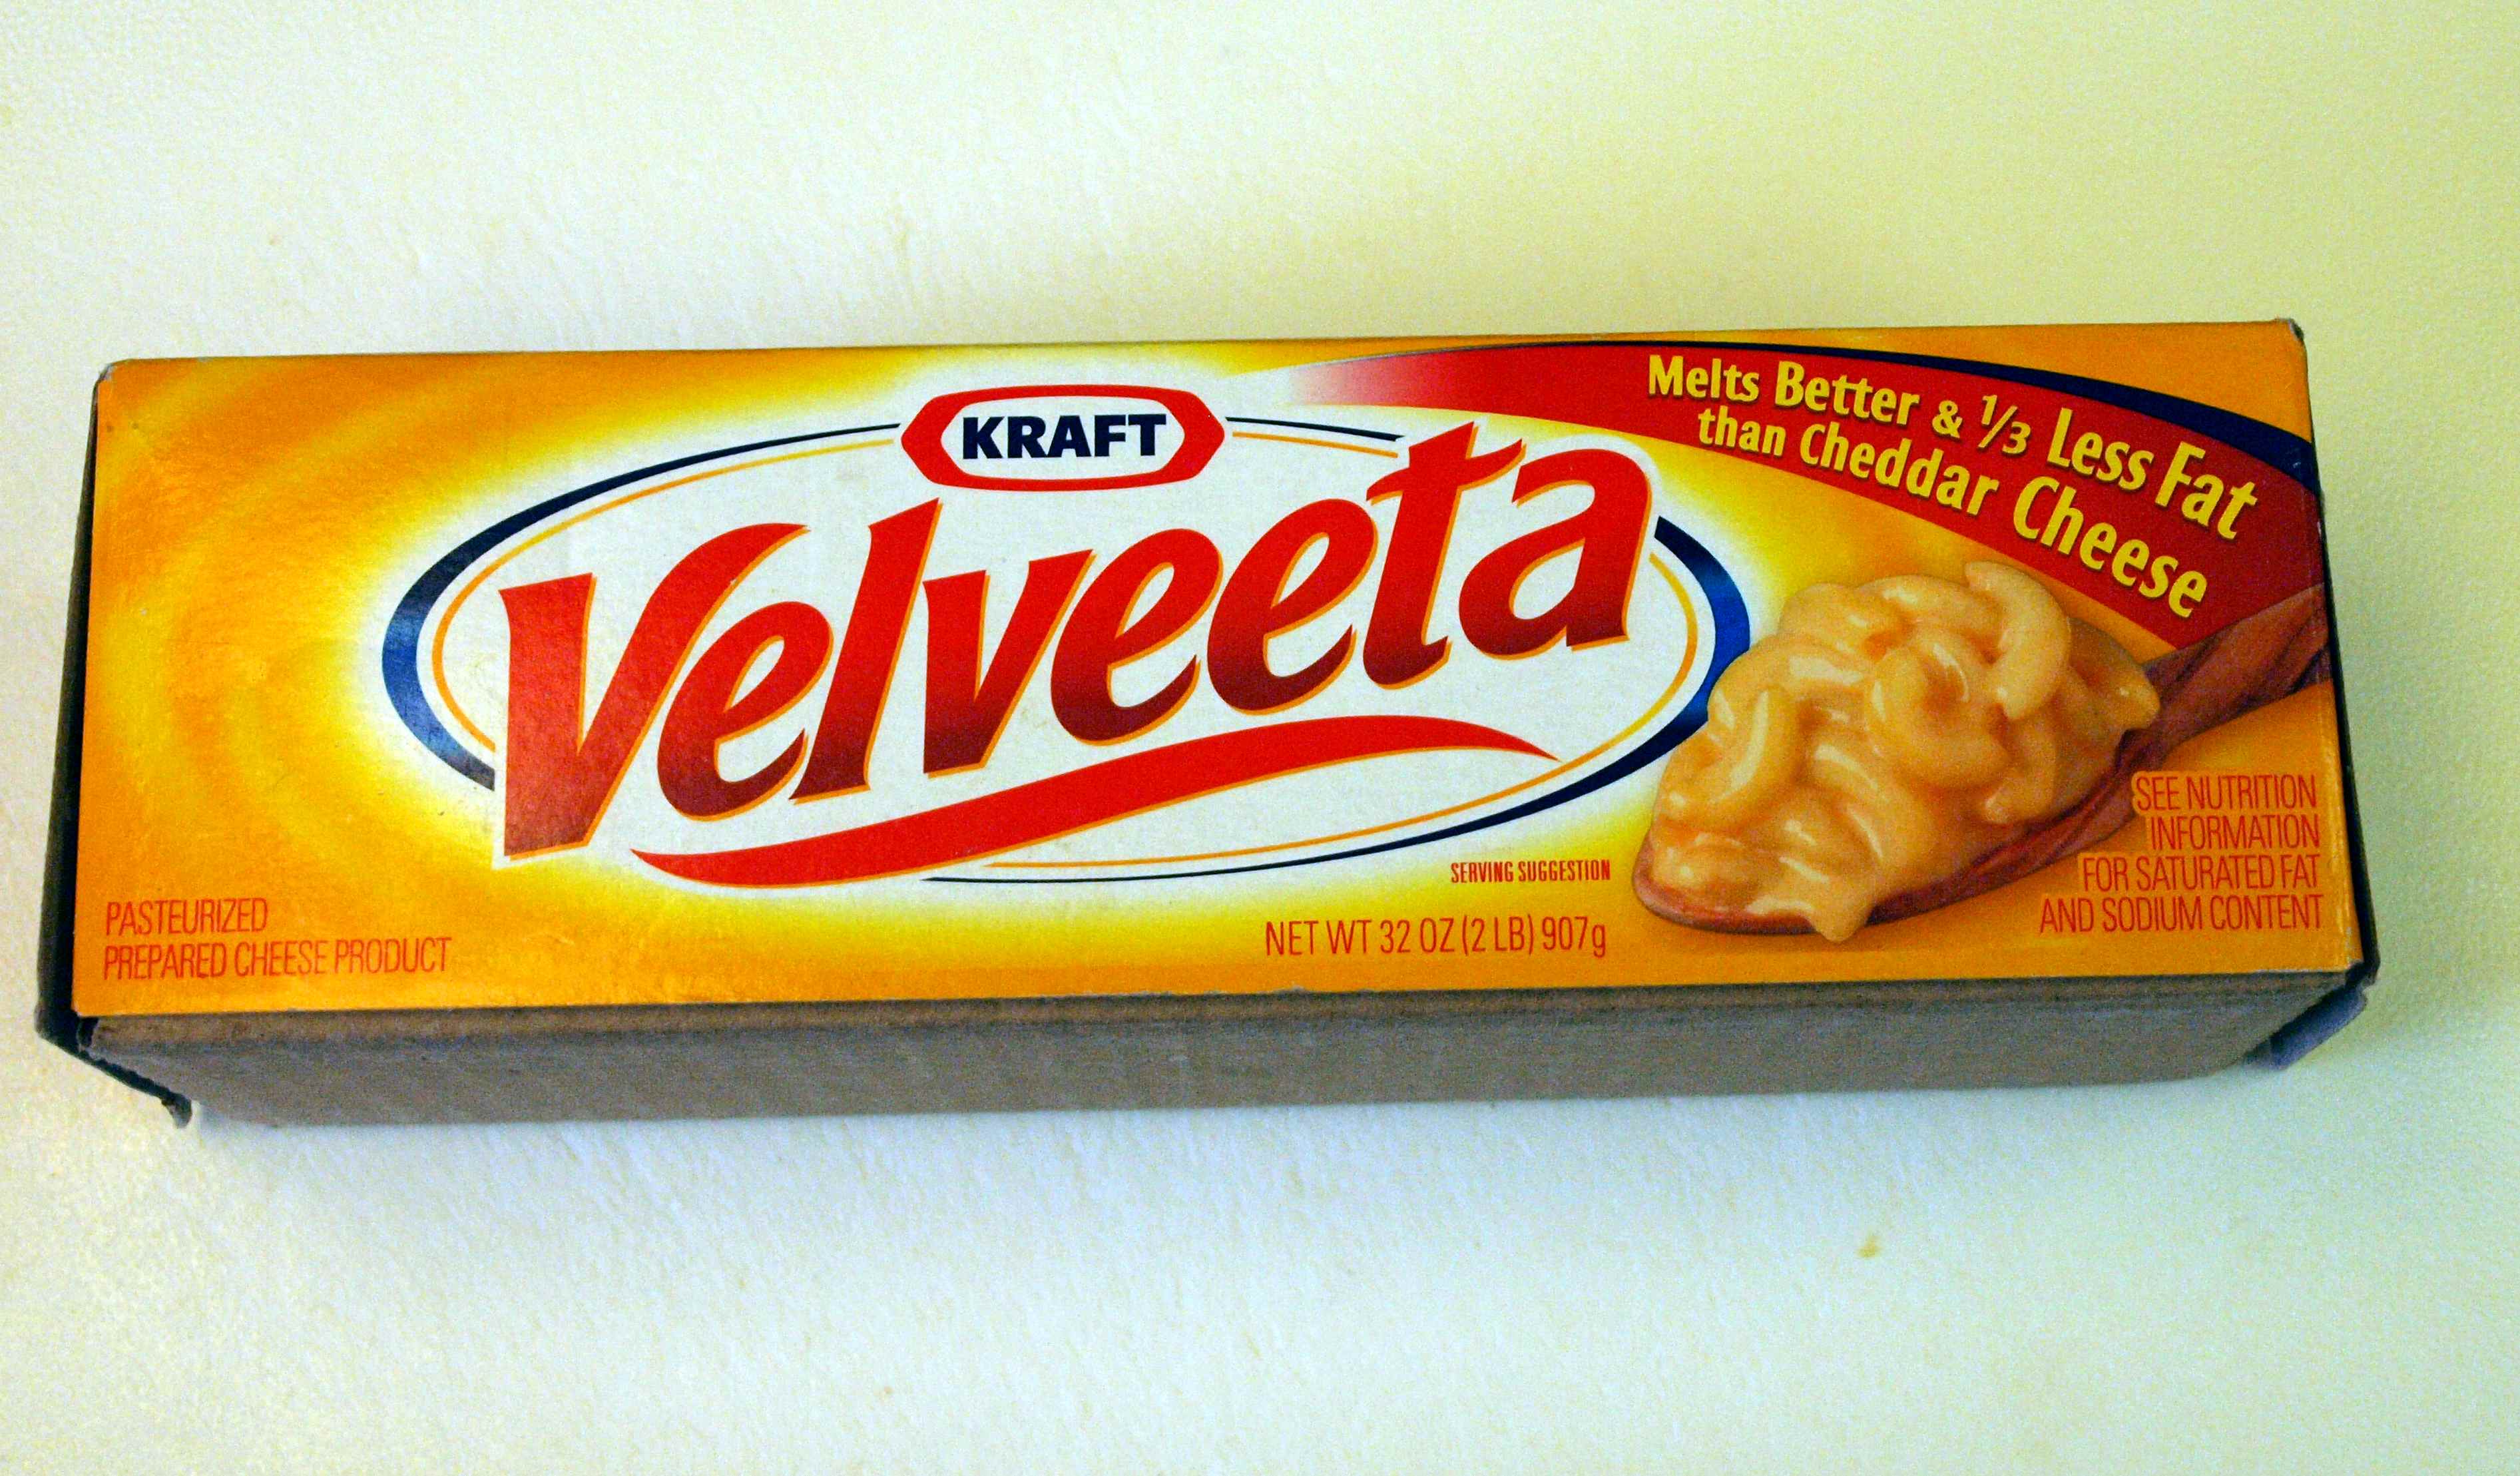 KRAFT
Velveeta
Melts Better & 1/3 Less Fat
than Cheddar Cheese
SERVING SUGGESTION
PASTEURIZED
PREPARED CHEESE PRODUCT
NET WT 32 OZ (2 LB) 907g
SEE NUTRITION
INFORMATION
FOR SATURATED FAT
AND SODIUM CONTENT